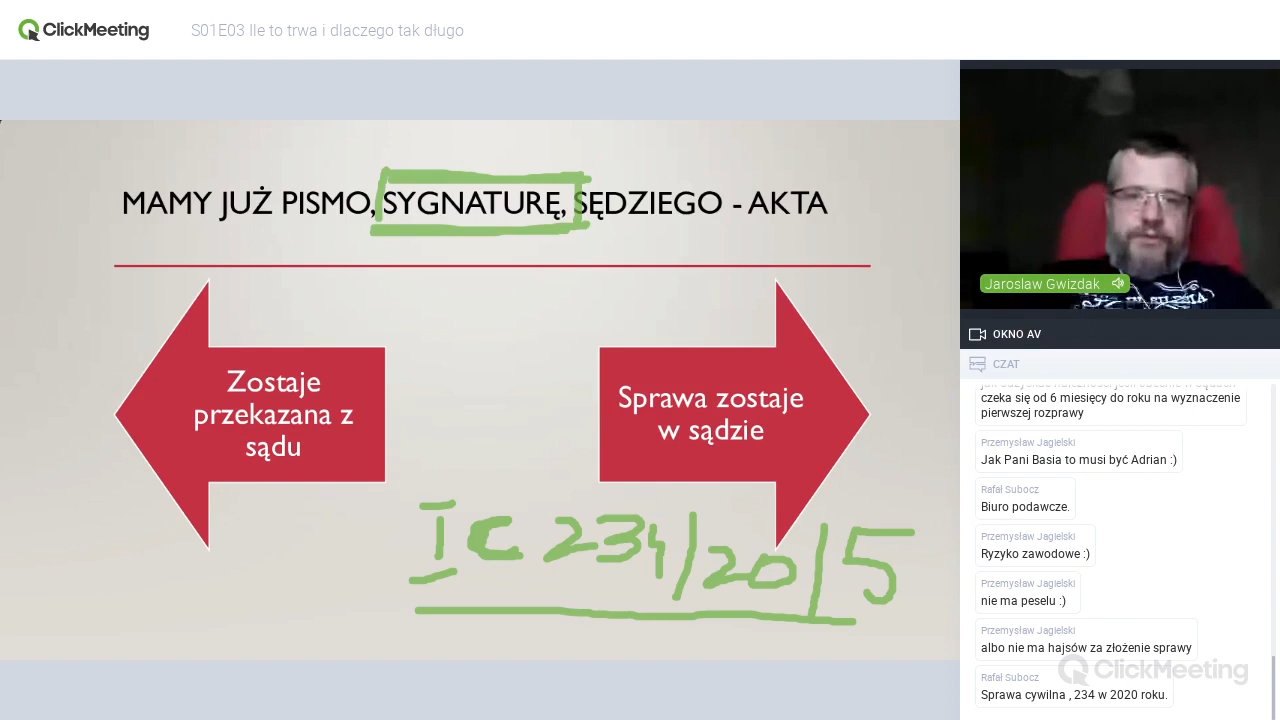 ClickMeeting
S01E03 Ile to trwa i dlaczego tak długo
MAMY JUŻ PISMO, SYGNATURĘ, SĘDZIEGO - AKTA
Zostaje
przekazana z
sądu
Sprawa zostaje
w sądzie
I C 234/20/5
Jaroslaw Gwizdak
OKNO AV
CZAT
czeka się od 6 miesięcy do roku na wyznaczenie
pierwszej rozprawy
Przemysław Jagielski
Jak Pani Basia to musi być Adrian :)
Rafał Subocz
Biuro podawcze.
Przemysław Jagielski
Ryzyko zawodowe :)
Przemysław Jagielski
nie ma peselu :)
Przemysław Jagielski
albo nie ma hajsów za złożenie sprawy
ClickMeeting
Rafał Subocz
Sprawa cywilna , 234 w 2020 roku.